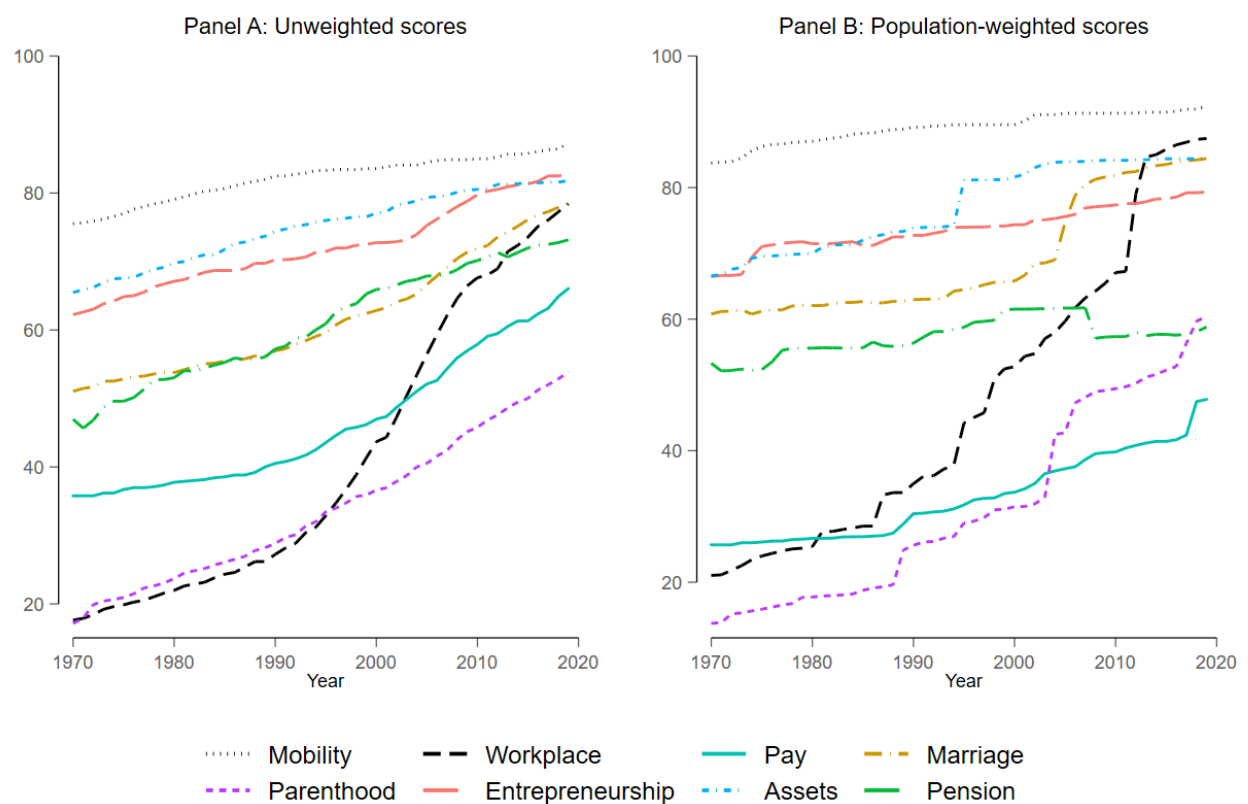 Panel A: Unweighted scores
100
80
60
40
20
1970 1980 1990 2000 2010 2020
Year
Panel B: Population-weighted scores
100
80
60
40
20
1970 1980 1990 2000 2010 2020
Year
Mobility Workplace Pay Marriage
Parenthood Entrepreneurship Assets Pension